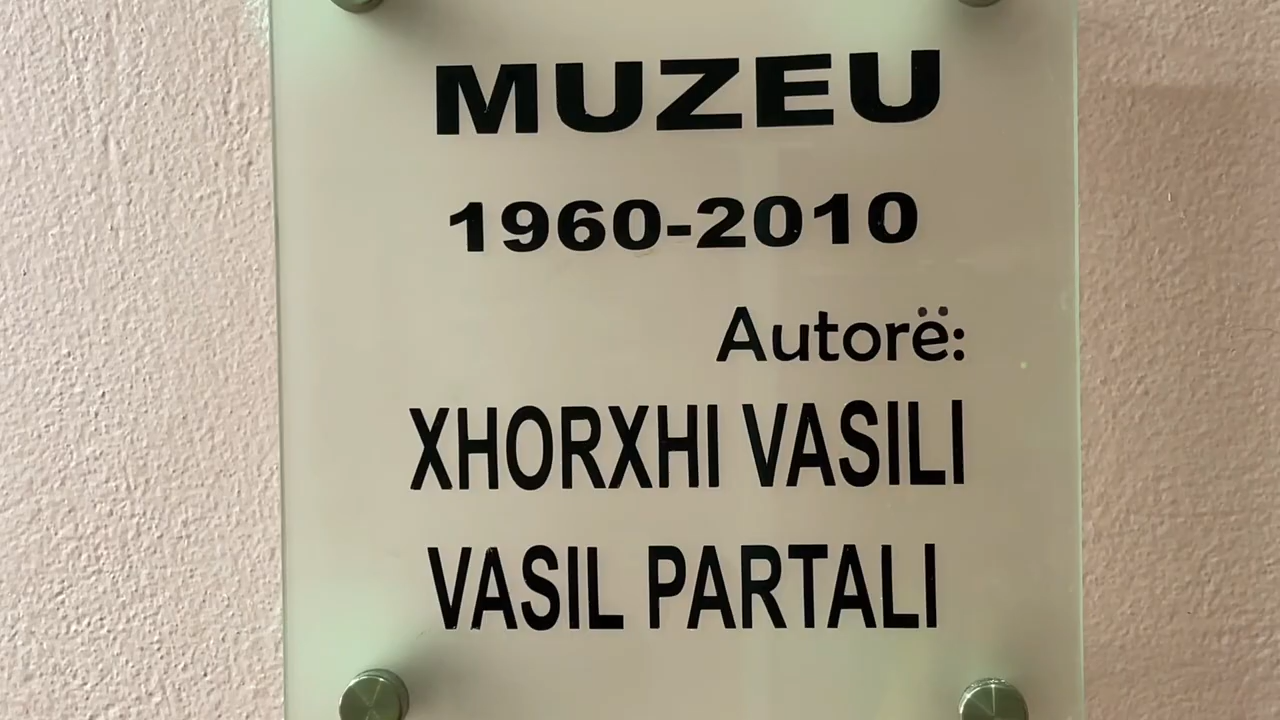 MUZEU
1960-2010
Autorë:
XHORXHI VASILI
VASIL PARTALI